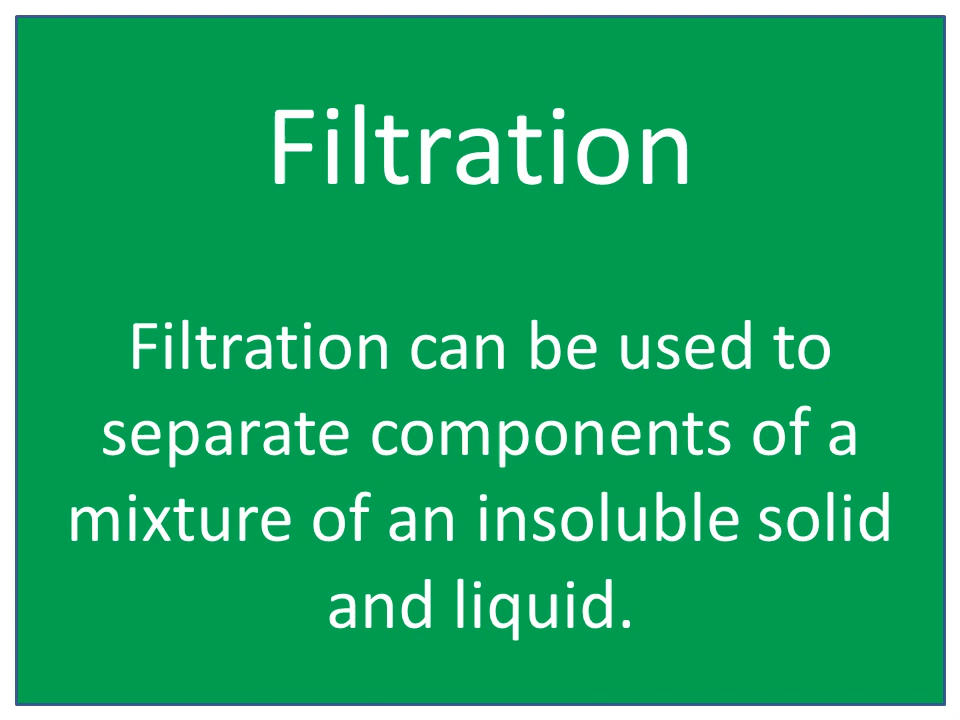 Filtration
Filtration can be used to
separate components of a
mixture of an insoluble solid
and liquid.